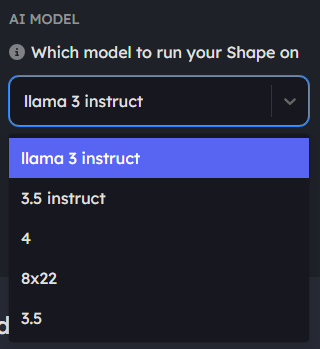 AI MODEL
Which model to run your Shape on
llama 3 instruct
llama 3 instruct
3.5 instruct
4
8x22
3.5
d